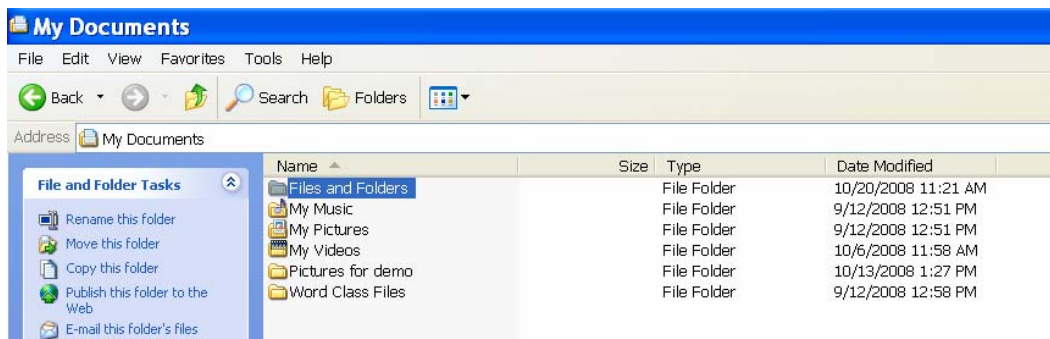 My Documents
File Edit View Favorites Tools Help
Back Search Folders
Address My Documents
Name Size Type Date Modified
File and Folder Tasks
Rename this folder
Move this folder
Copy this folder
Publish this folder to the
Web
E-mail this folder's files
Files and Folders File Folder 10/20/2008 11:21 AM
My Music File Folder 9/12/2008 12:51 PM
My Pictures File Folder 9/12/2008 12:51 PM
My Videos File Folder 10/6/2008 11:58 AM
Pictures for demo File Folder 10/13/2008 1:27 PM
Word Class Files File Folder 9/12/2008 12:58 PM